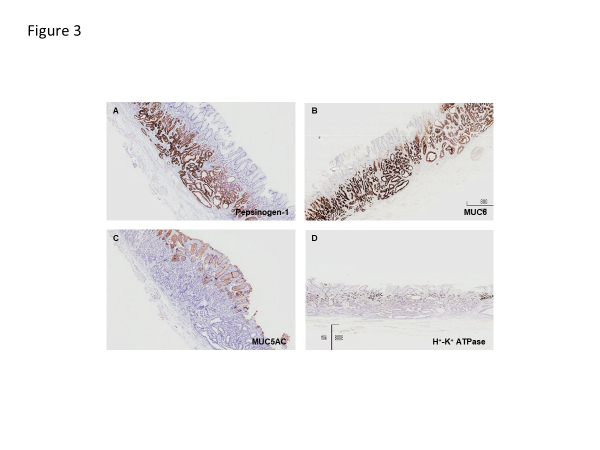 Figure 3
A
Pepsinogen-1
B
MUC6
C
MUC5AC
D
H⁺-K⁺ ATPase